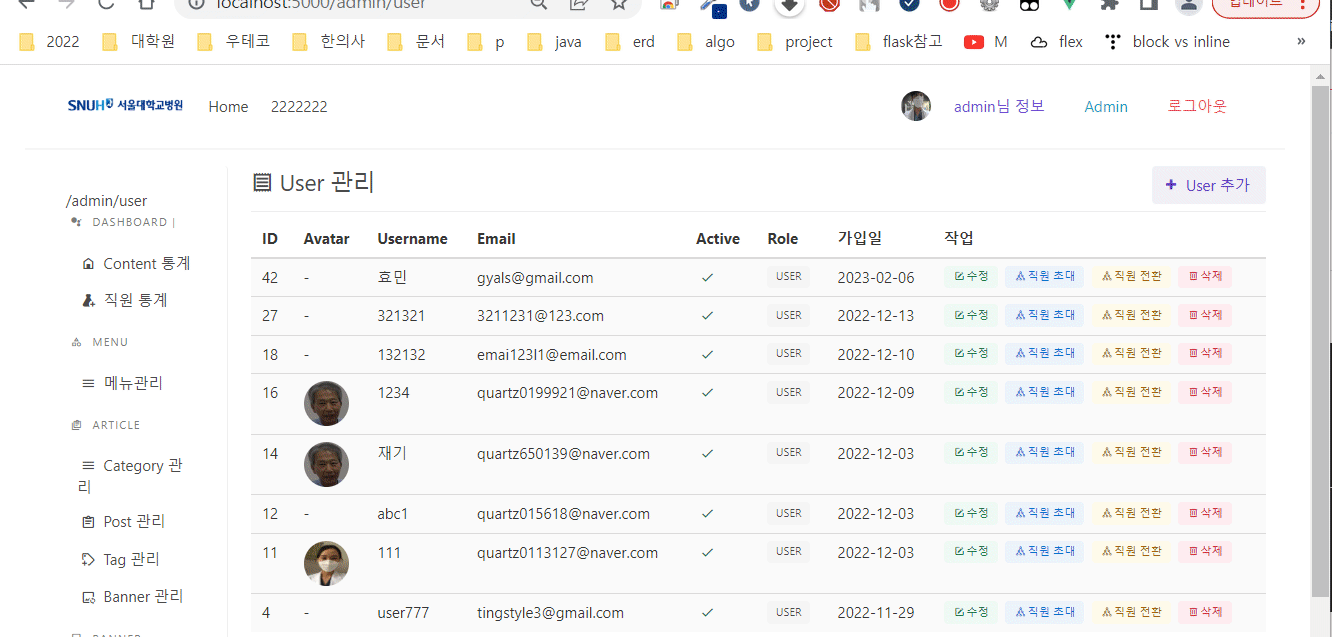 localhost:5000/admin/user
업데이트
2022 대학원 우테코 한의사 문서 p java erd algo project flask참고 M flex block vs inline »
SNUH 서울대학교병원 Home 2222222 admin님 정보 Admin 로그아웃
/admin/user
DASHBOARD |
Content 통계
직원 통계
MENU
메뉴관리
ARTICLE
Category 관
리
Post 관리
Tag 관리
Banner 관리
BANNER
User 관리
+ User 추가
ID Avatar Username Email Active Role 가입일 작업
42 - 효민 gyals@gmail.com ✓ USER 2023-02-06 수정 직원 초대 직원 전환 삭제
27 - 321321 3211231@123.com ✓ USER 2022-12-13 수정 직원 초대 직원 전환 삭제
18 - 132132 emai123l1@email.com ✓ USER 2022-12-10 수정 직원 초대 직원 전환 삭제
16 1234 quartz0199921@naver.com ✓ USER 2022-12-09 수정 직원 초대 직원 전환 삭제
14 재기 quartz650139@naver.com ✓ USER 2022-12-03 수정 직원 초대 직원 전환 삭제
12 - abc1 quartz015618@naver.com ✓ USER 2022-12-03 수정 직원 초대 직원 전환 삭제
11 111 quartz0113127@naver.com ✓ USER 2022-12-03 수정 직원 초대 직원 전환 삭제
4 - user777 tingstyle3@gmail.com ✓ USER 2022-11-29 수정 직원 초대 직원 전환 삭제